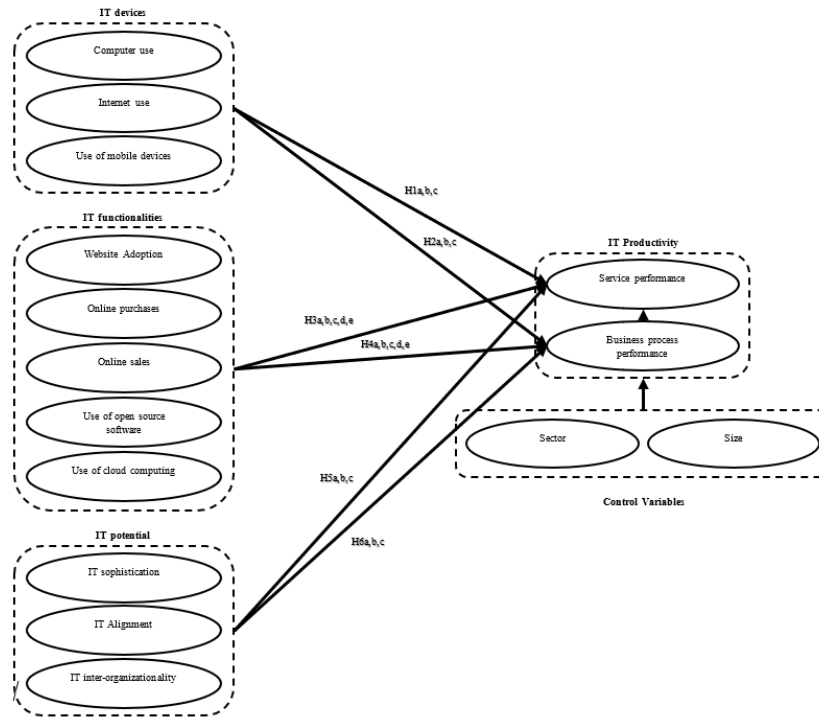 IT devices
Computer use
Internet use
Use of mobile devices
H1a,b,c
H2a,b,c
IT functionalities
Website Adoption
Online purchases
Online sales
Use of open source
software
Use of cloud computing
H3a,b,c,d,e
H4a,b,c,d,e
IT Productivity
Service performance
Business process
performance
Sector
Size
Control Variables
H5a,b,c
H6a,b,c
IT potential
IT sophistication
IT Alignment
IT inter-organizationality